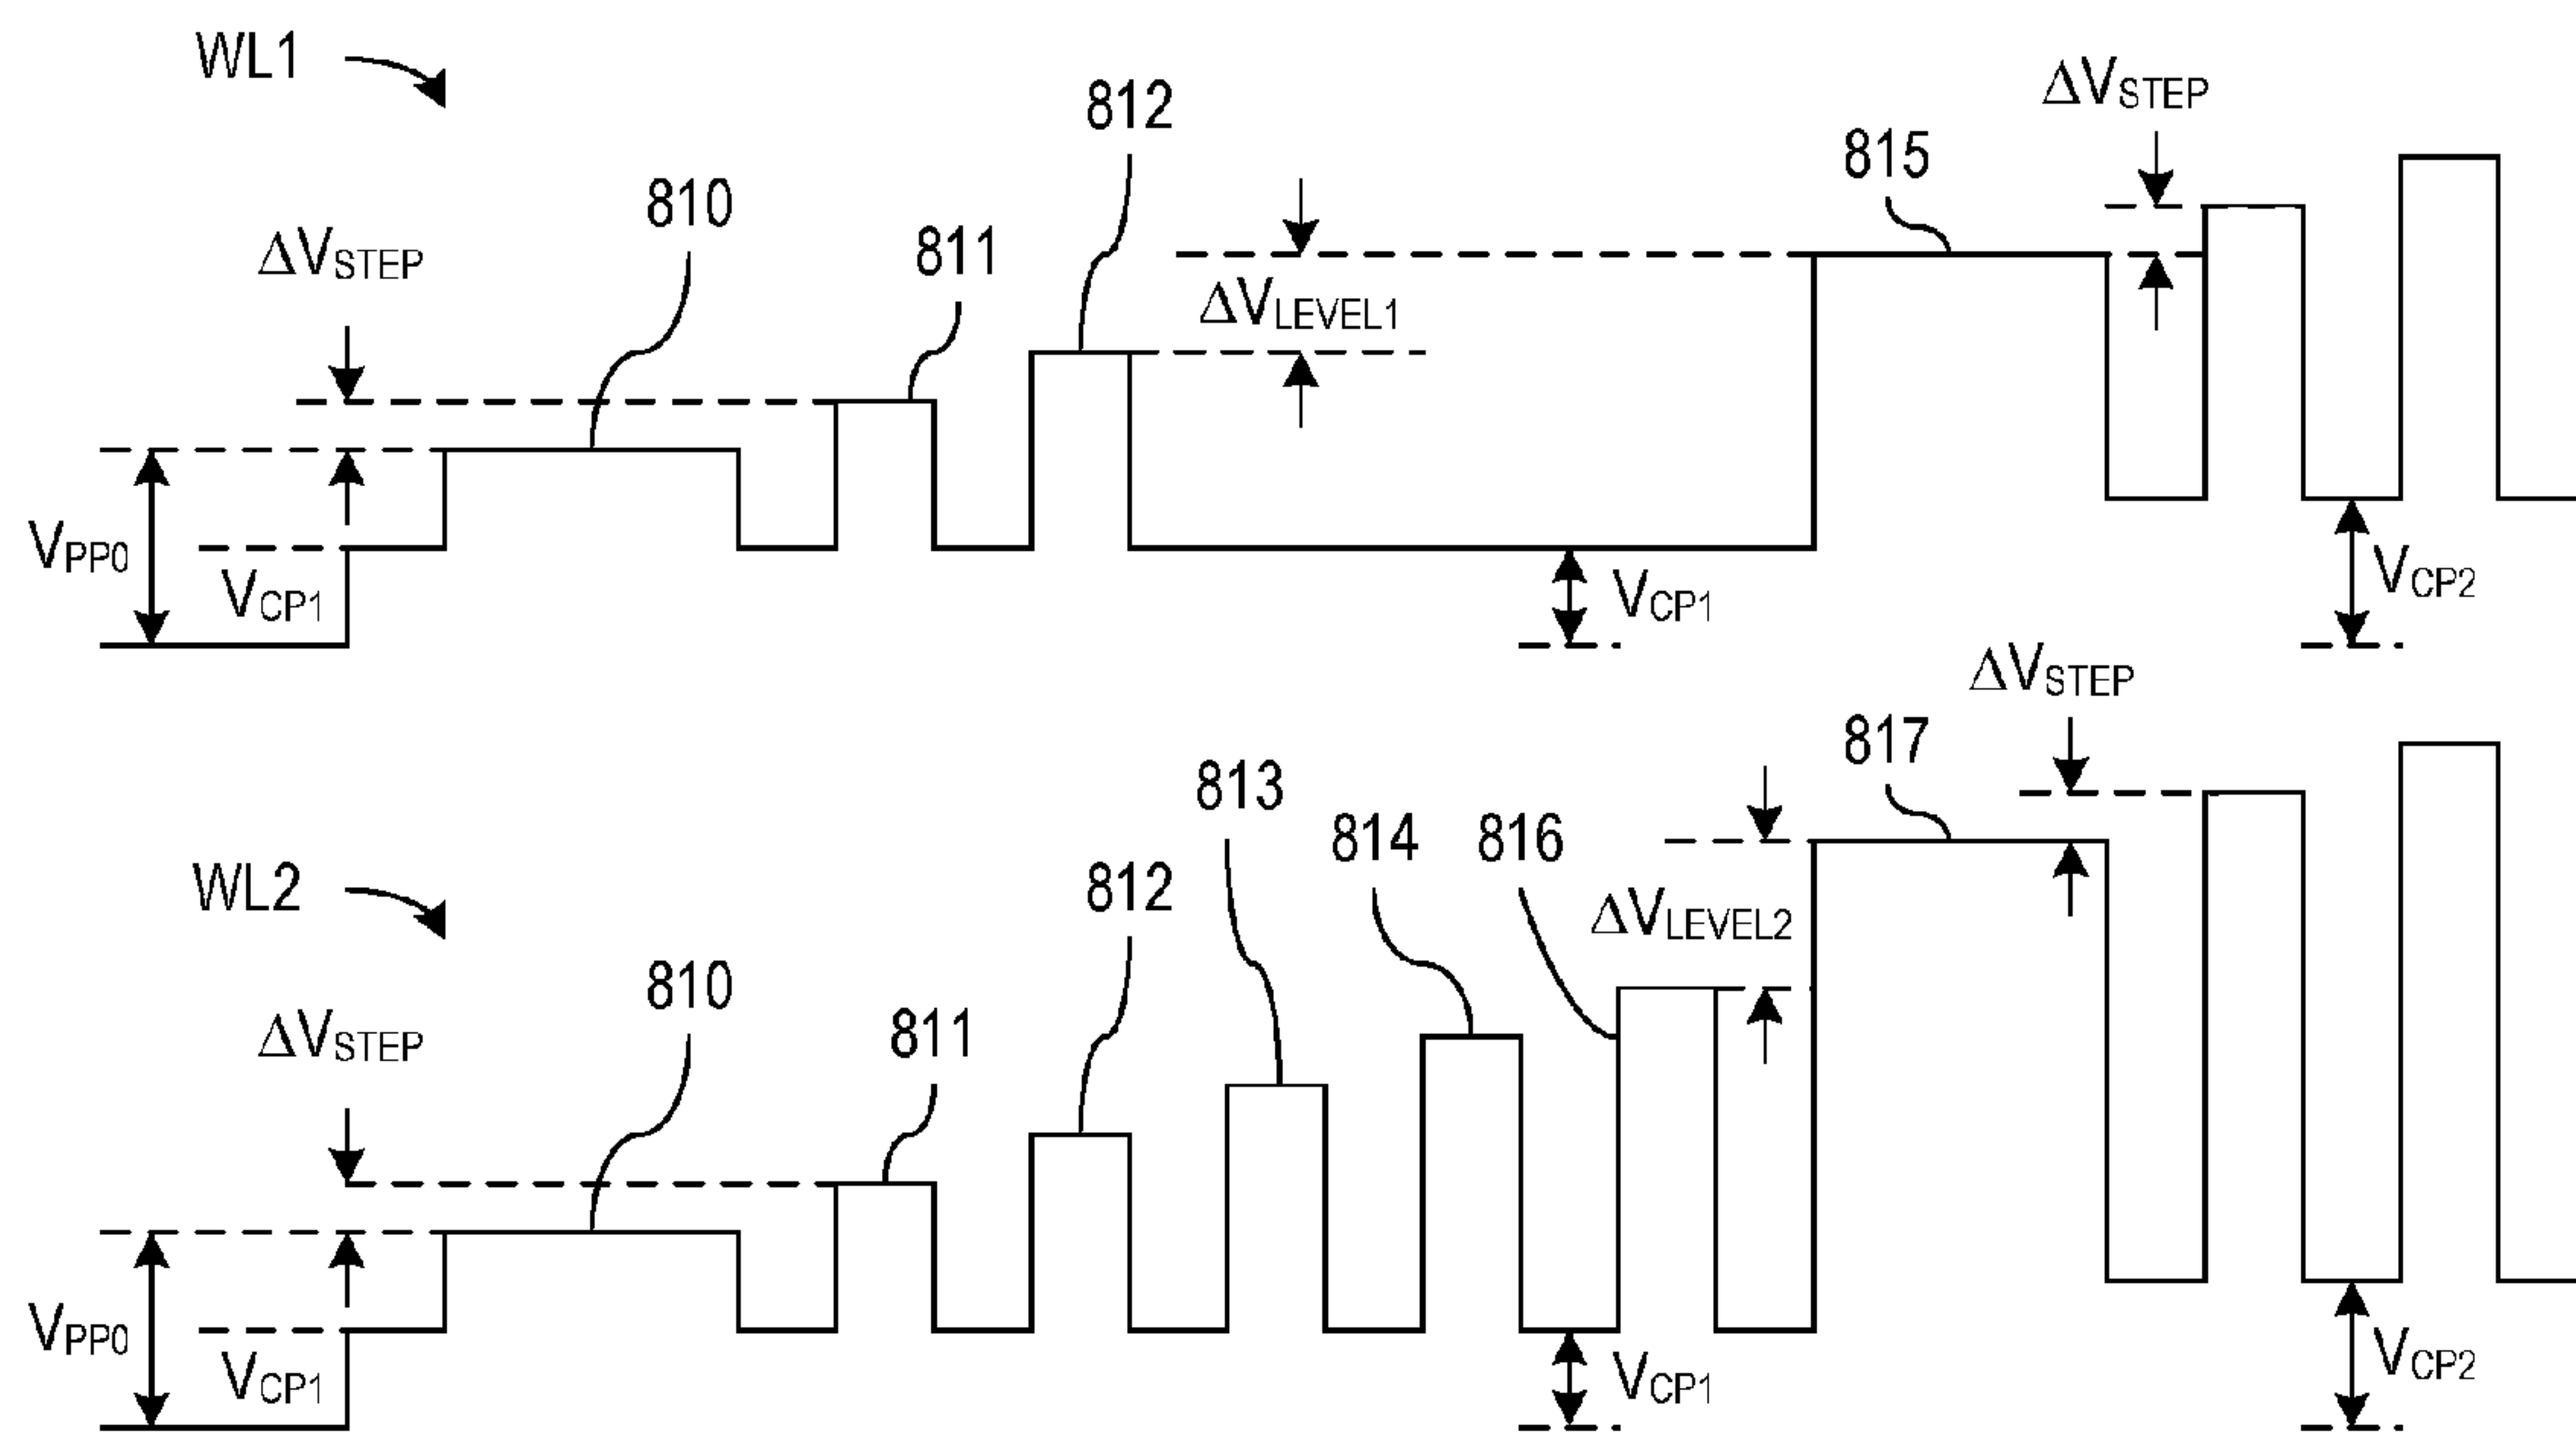 WL1
812
ΔVSTEP
815
810
ΔVSTEP
811
ΔVLEVEL1
VPP0
VCP1
VCP1
VCP2
ΔVSTEP
817
813
814
816
WL2
812
ΔVLEVEL2
810
811
ΔVSTEP
VPP0
VCP1
VCP1
VCP2